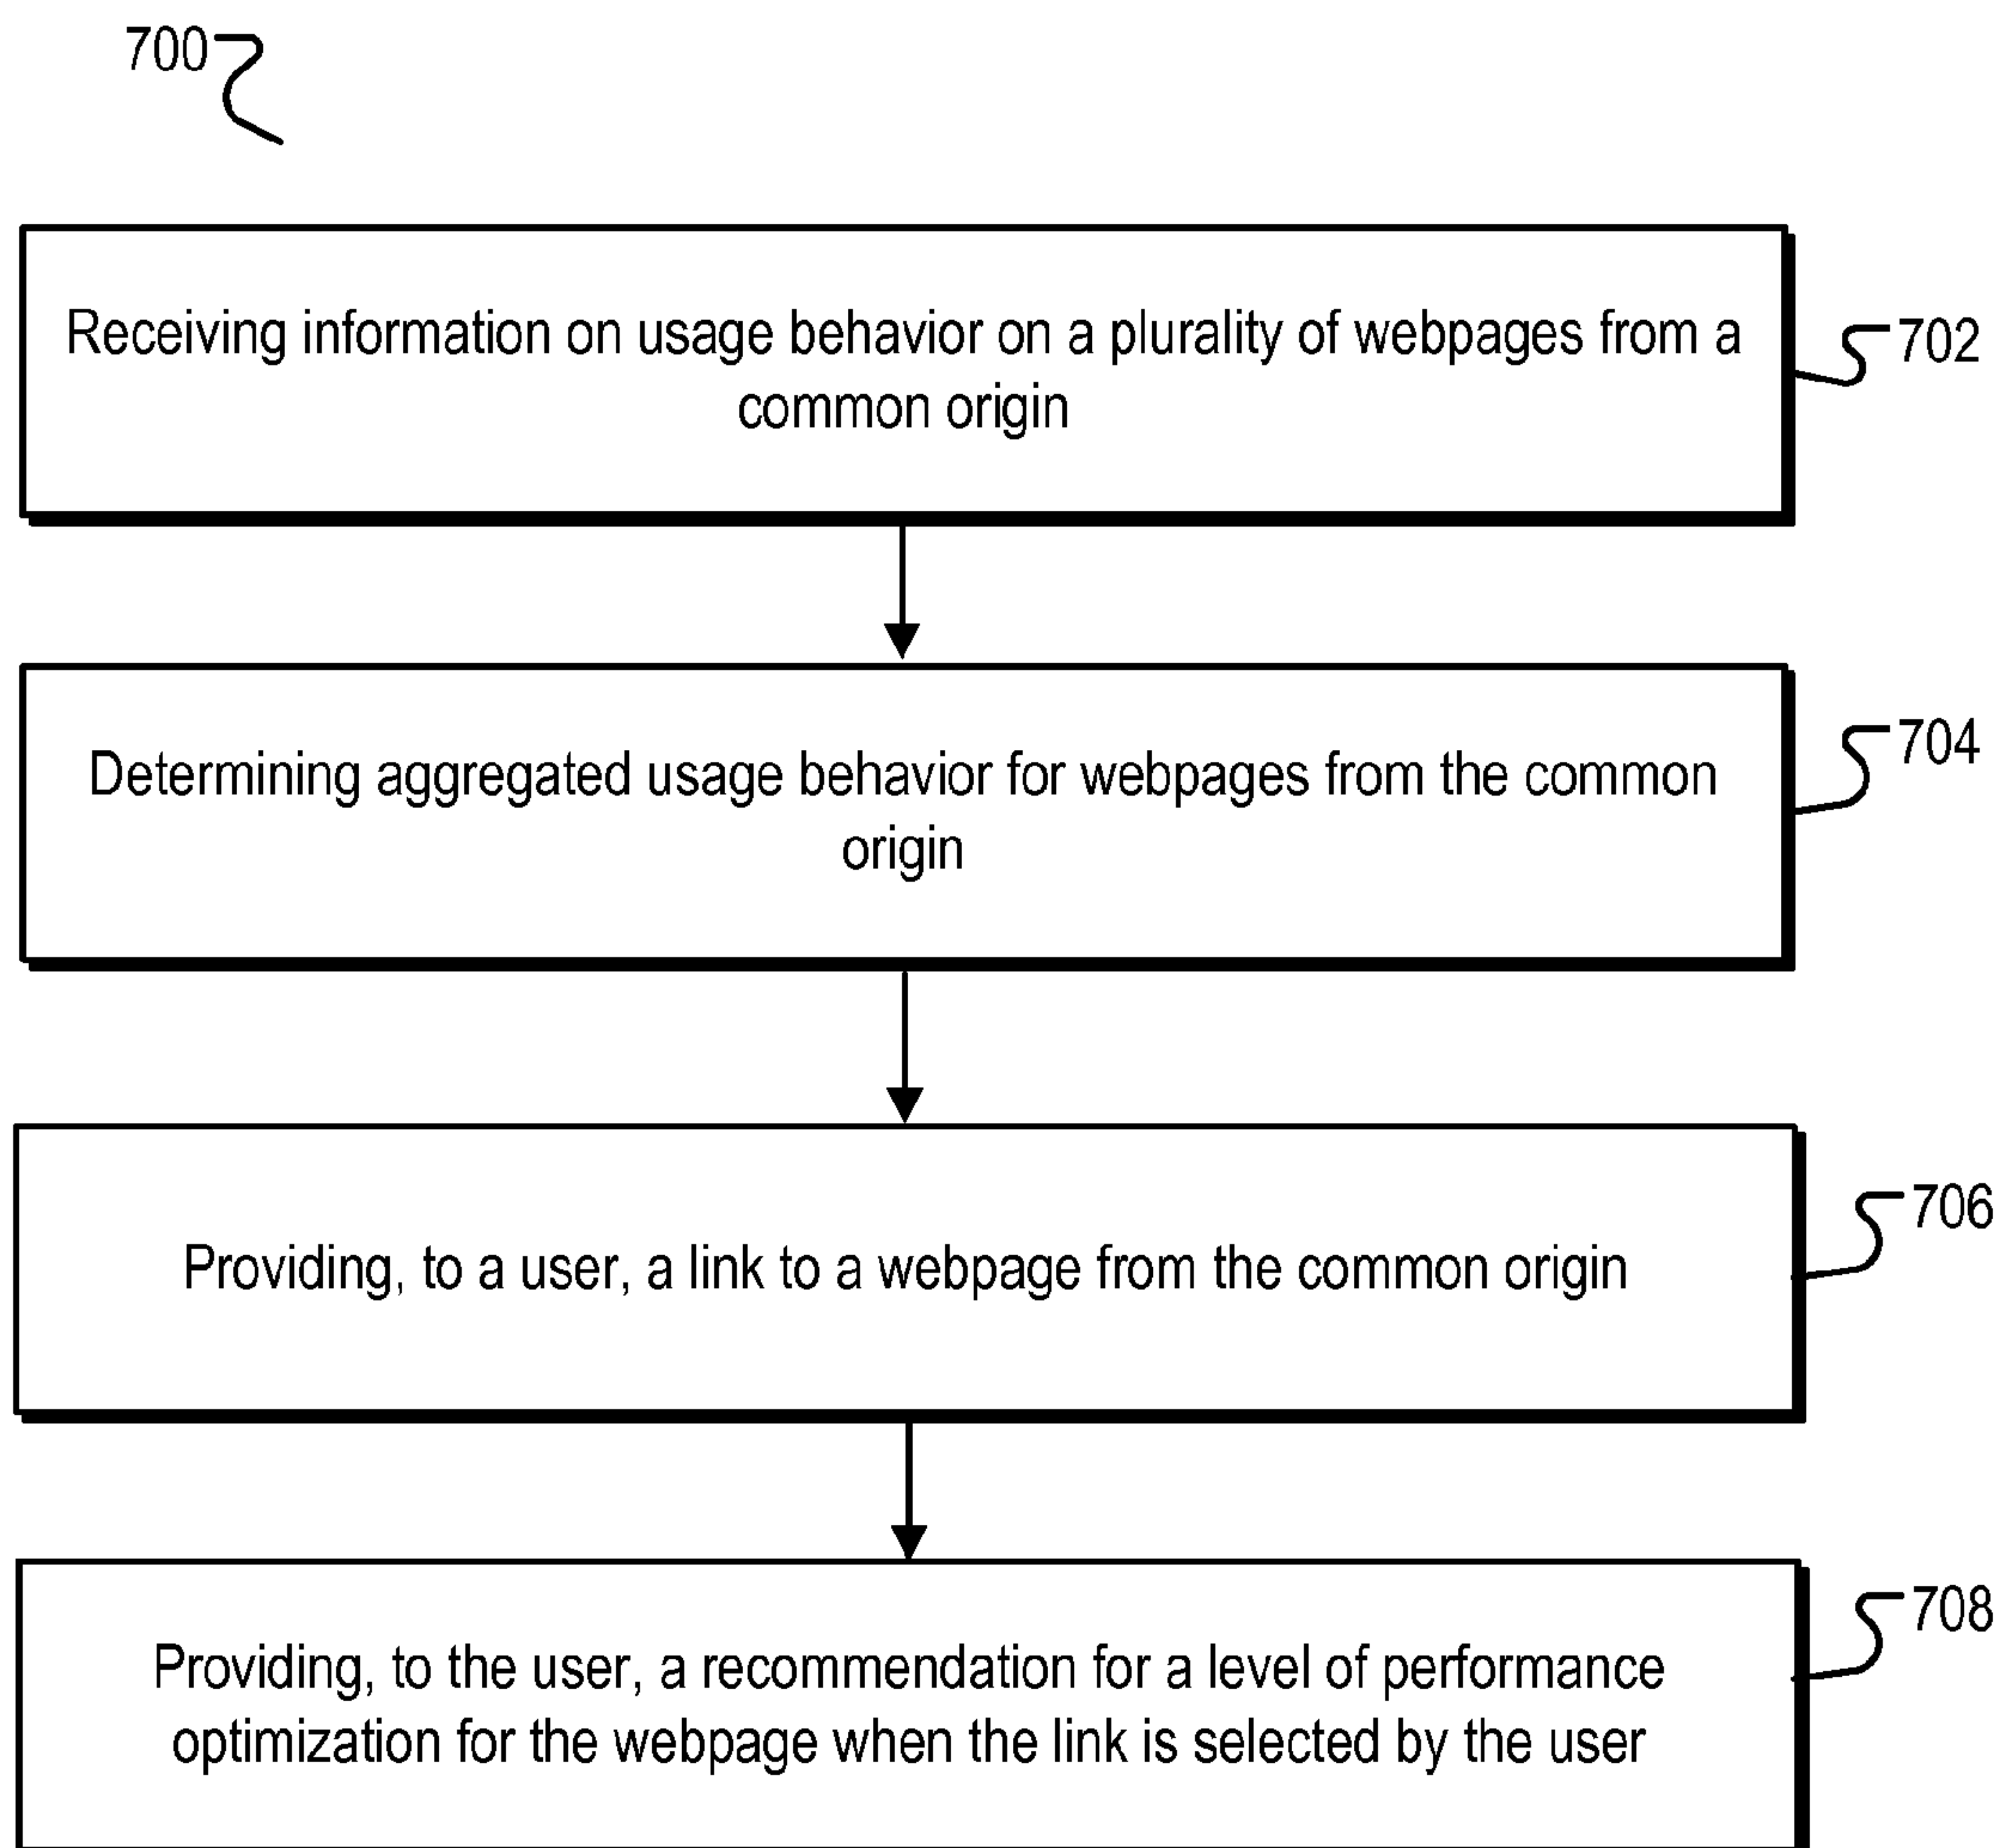 700
Receiving information on usage behavior on a plurality of webpages from a
common origin
702
Determining aggregated usage behavior for webpages from the common
origin
704
Providing, to a user, a link to a webpage from the common origin
706
Providing, to the user, a recommendation for a level of performance
optimization for the webpage when the link is selected by the user
708